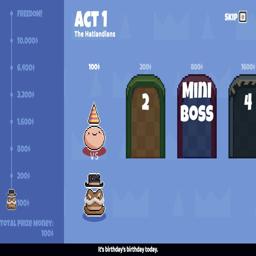 FREEDOM!
ACT 1
SKIP
The Hatlandians
10,000$
6,400$
100$
200$
800$
1600$
3,200$
2
MINI
BOSS
4
1,600$
800$
VS
200$
100$
TOTAL PRIZE MONEY:
100$
It's birthday's birthday today.